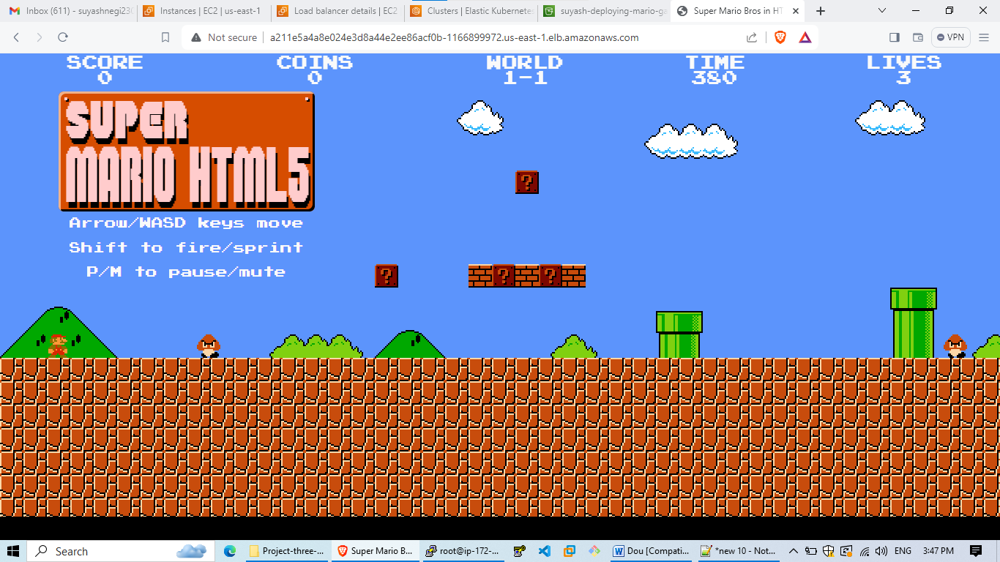 Inbox (611) - suyashnegi23
Instances | EC2 | us-east-1
Load balancer details | EC2
Clusters | Elastic Kubernete
suyash-deploying-mario-ga
Super Mario Bros in HT
Not secure
a211e5a4a8e024e3d8a44e2ee86acf0b-1166899972.us-east-1.elb.amazonaws.com
VPN
SCORE COINS WORLD TIME LIVES
0 0 1-1 380 3
SUPER
MARIO HTML5
Arrow/WASD keys move
Shift to fire/sprint
P/M to pause/mute
?
? ? ?
Search
Project-three-...
Super Mario B...
root@ip-172-...
Dou [Compati...
*new 10 - Not...
ENG
3:47 PM